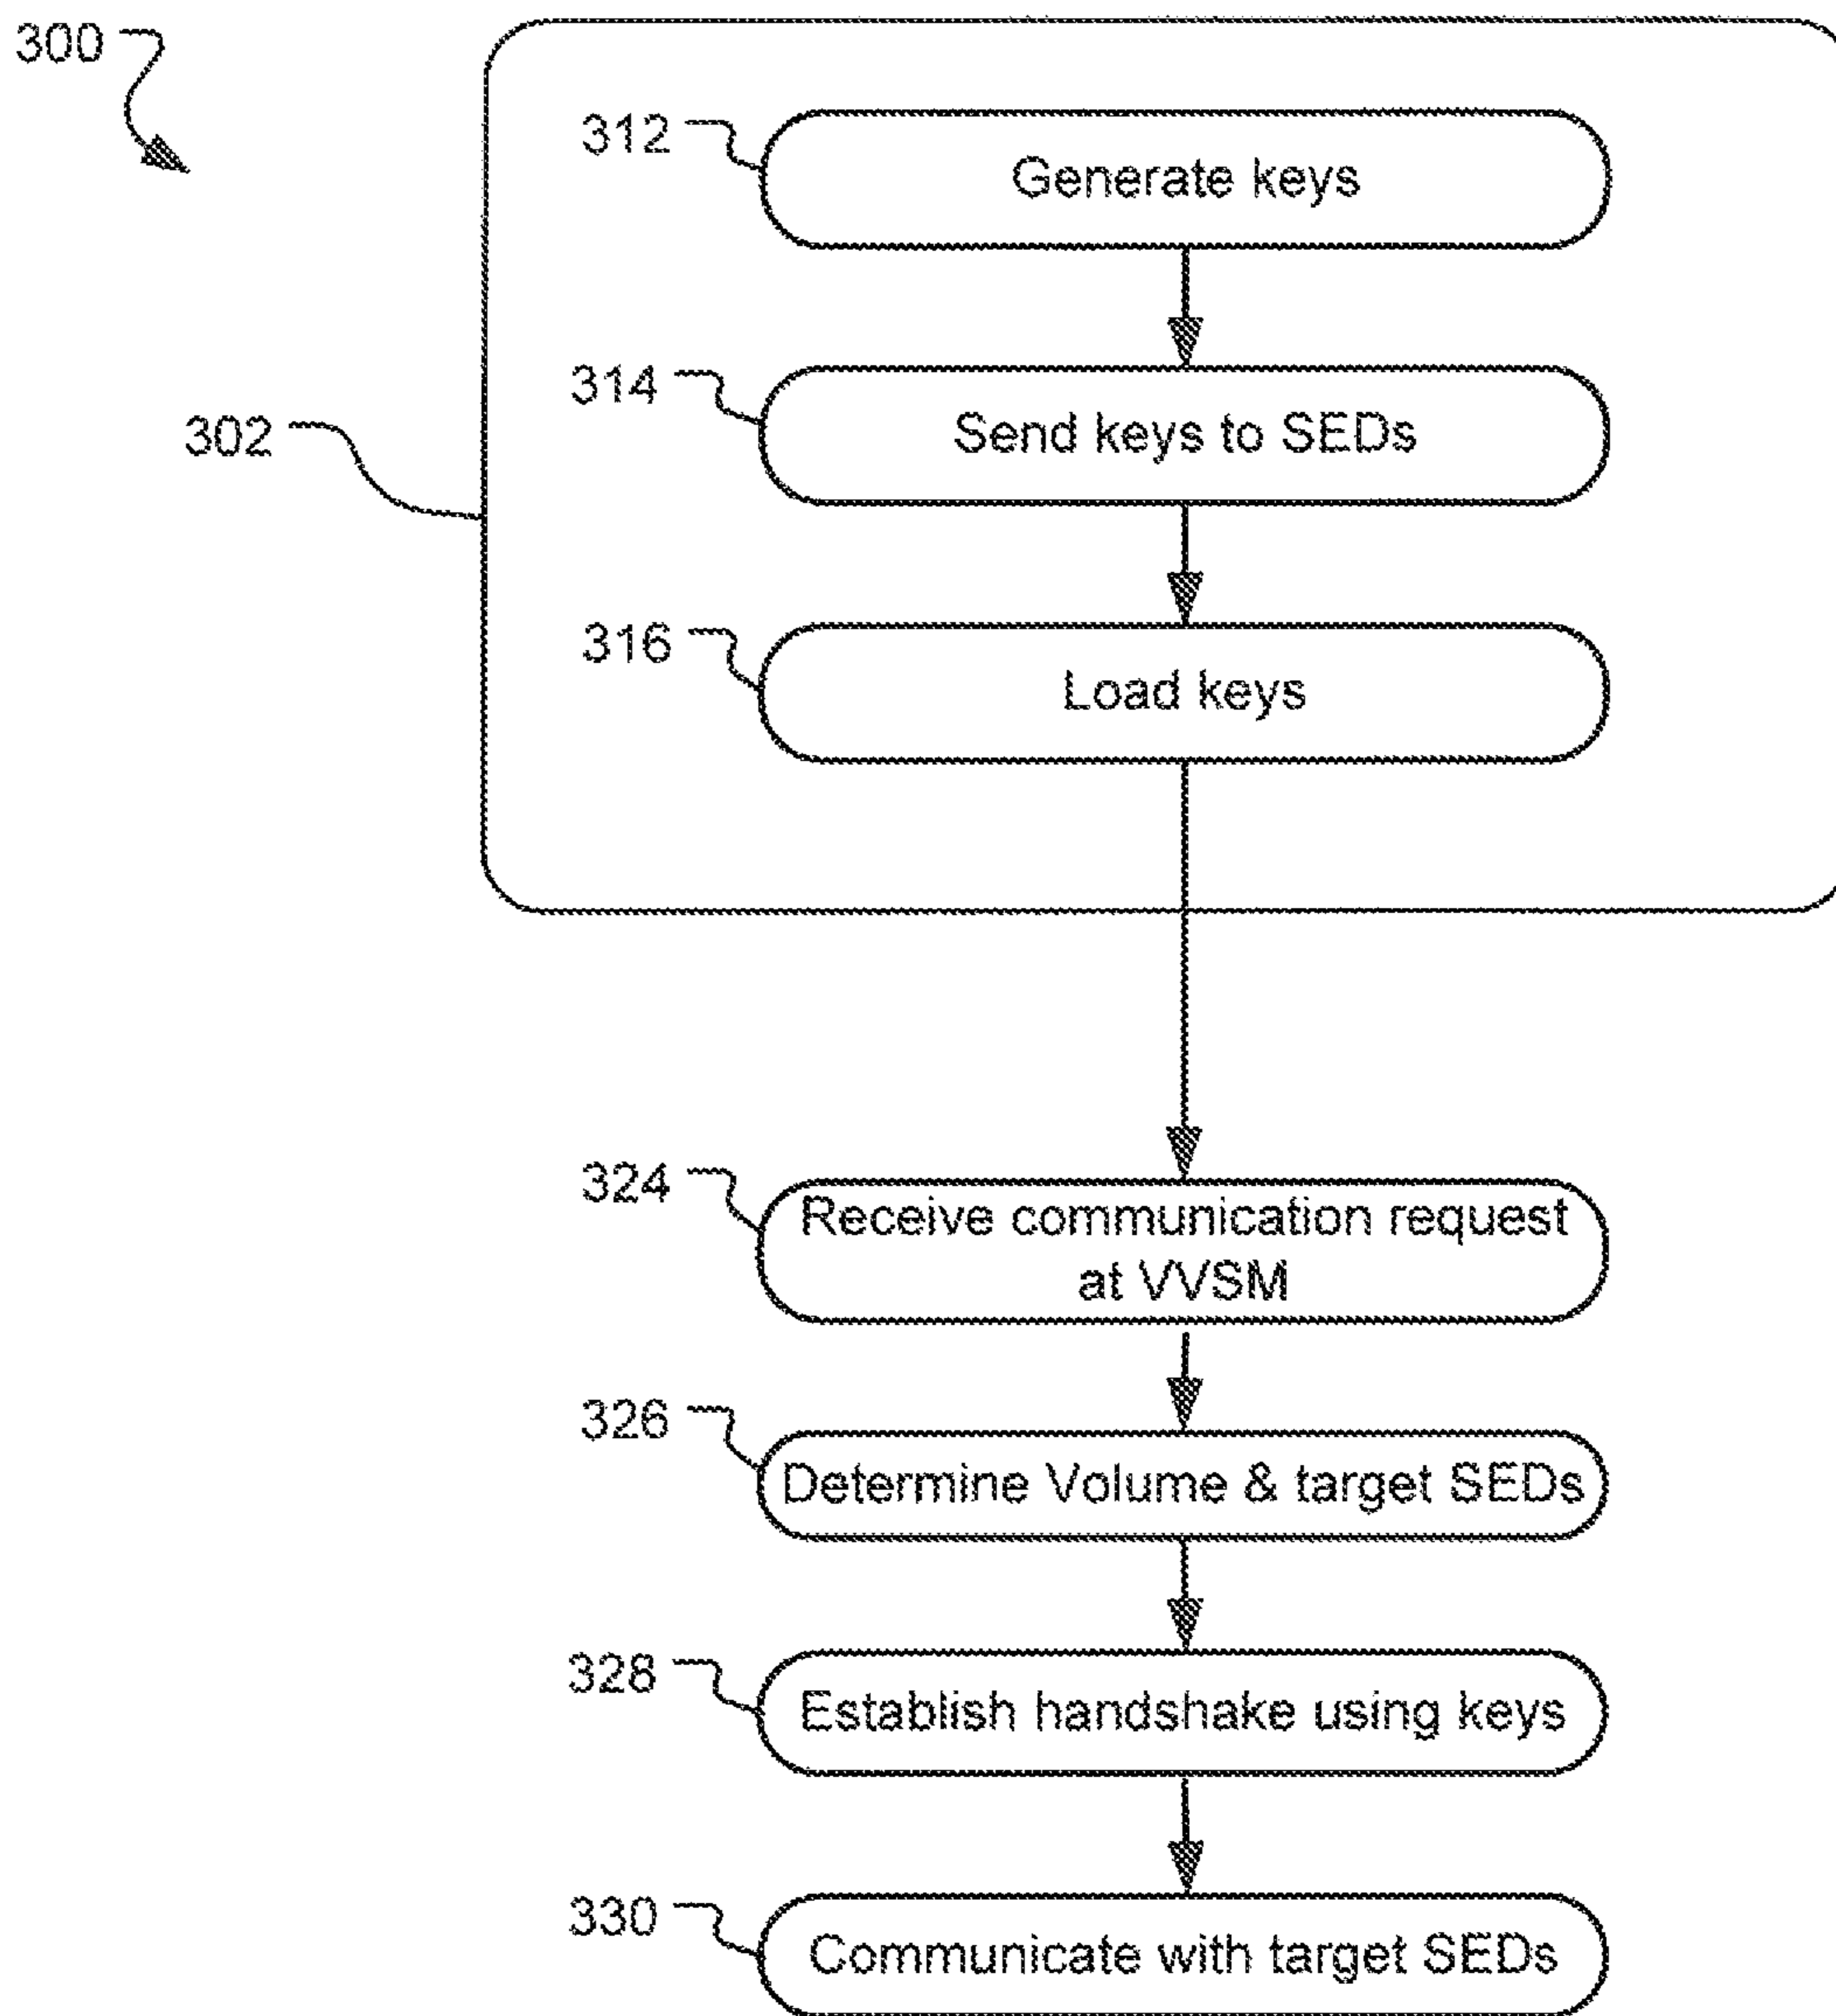 300
312
Generate keys
314
Send keys to SEDs
302
316
Load keys
324
Receive communication request
at VVSM
326
Determine Volume & target SEDs
328
Establish handshake using keys
330
Communicate with target SEDs